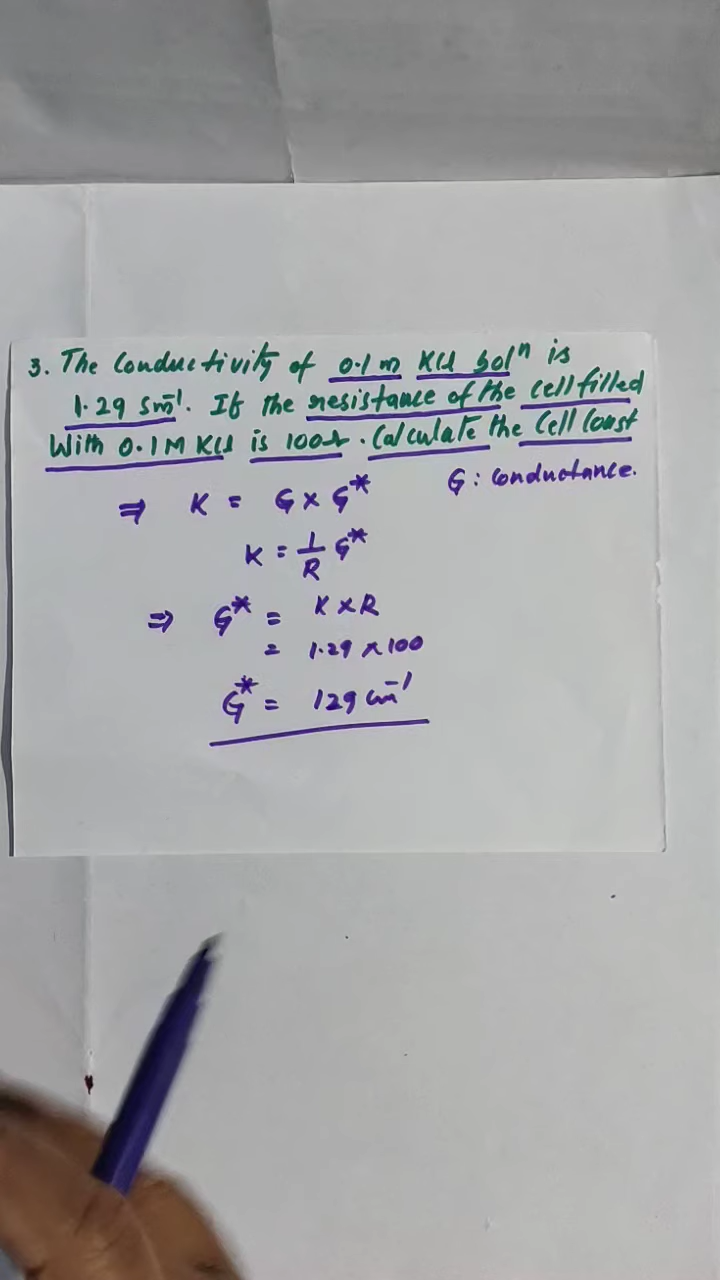 3. The Conductivity of 0.1 m KCl solⁿ is
1.29 Sm⁻¹. If the resistance of the cell filled
With 0.1 M KCl is 100Ω. Calculate the Cell Const
G : Conductance.
⇒ K = G × G*
K = 1/R G*
⇒ G* = K × R
= 1.29 × 100
G* = 129 cm⁻¹